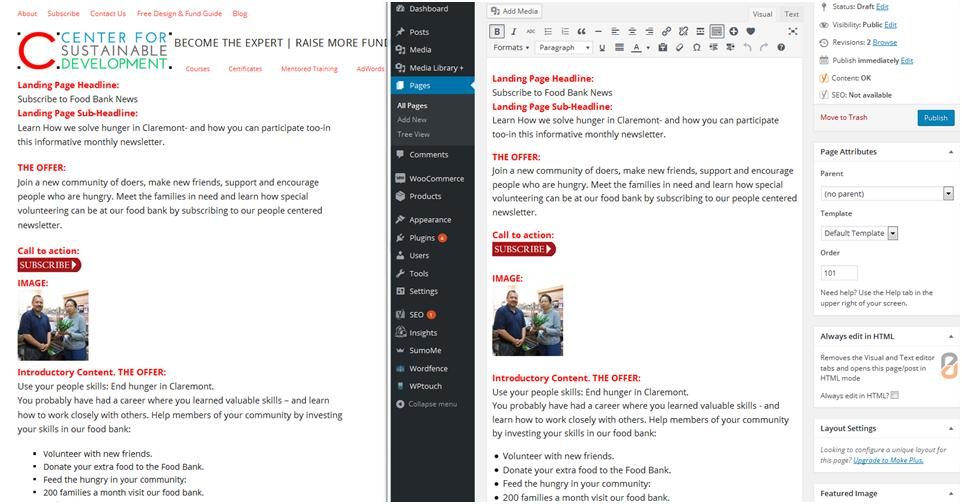 About Subscribe Contact Us Free Design & Fund Guide Blog
CENTER FOR
SUSTAINABLE
DEVELOPMENT
BECOME THE EXPERT | RAISE MORE FUND
Courses Certificates Mentored Training AdWords
Landing Page Headline:
Subscribe to Food Bank News
Landing Page Sub-Headline:
Learn How we solve hunger in Claremont- and how you can participate too-in
this informative monthly newsletter.
THE OFFER:
Join a new community of doers, make new friends, support and encourage
people who are hungry. Meet the families in need and learn how special
volunteering can be at our food bank by subscribing to our people centered
newsletter.
Call to action:
SUBSCRIBE
IMAGE:
Introductory Content. THE OFFER:
Use your people skills: End hunger in Claremont.
You probably have had a career where you learned valuable skills – and learn
how to work closely with others. Help members of your community by investing
your skills in our food bank:
Volunteer with new friends.
Donate your extra food to the Food Bank.
Feed the hungry in your community:
200 families a month visit our food bank.
Dashboard
Posts
Media
Media Library +
Pages
All Pages
Add New
Tree View
Comments
WooCommerce
Products
Appearance
Plugins 4
Users
Tools
Settings
SEO 1
Insights
SumoMe
Wordfence
WPtouch
Collapse menu
Add Media
Visual Text
B I ABC
Formats Paragraph U A
Landing Page Headline:
Subscribe to Food Bank News
Landing Page Sub-Headline:
Learn How we solve hunger in Claremont- and how you can participate
too-in this informative monthly newsletter.
THE OFFER:
Join a new community of doers, make new friends, support and encourage
people who are hungry. Meet the families in need and learn how special
volunteering can be at our food bank by subscribing to our people centered
newsletter.
Call to action:
SUBSCRIBE
IMAGE:
Introductory Content. THE OFFER:
Use your people skills: End hunger in Claremont.
You probably have had a career where you learned valuable skills - and
learn how to work closely with others. Help members of your community
by investing your skills in our food bank:
Volunteer with new friends.
Donate your extra food to the Food Bank.
Feed the hungry in your community:
200 families a month visit our food bank.
Status: Draft Edit
Visibility: Public Edit
Revisions: 2 Browse
Publish immediately Edit
Content: OK
SEO: Not available
Move to Trash Publish
Page Attributes
Parent
(no parent)
Template
Default Template
Order
101
Need help? Use the Help tab in the
upper right of your screen.
Always edit in HTML
Removes the Visual and Text editor
tabs and opens this page/post in
HTML mode
Always edit in HTML?
Layout Settings
Looking to configure a unique layout for
this page? Upgrade to Make Plus.
Featured Image